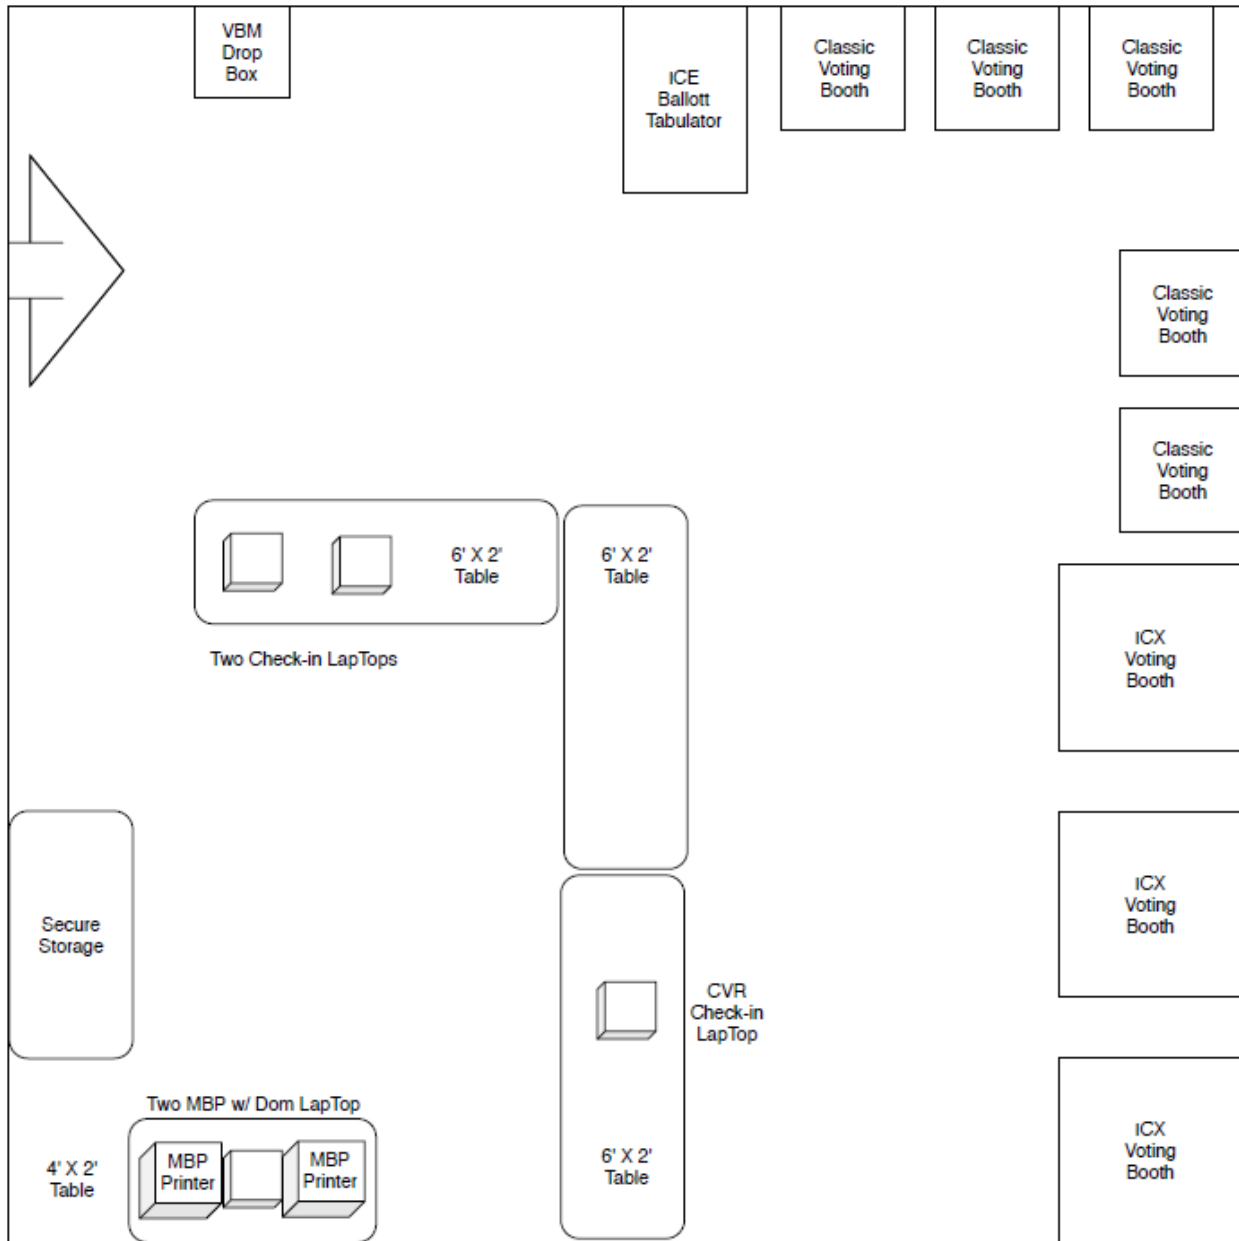 VBM
Drop
Box
ICE
Ballott
Tabulator
Classic
Voting
Booth
Classic
Voting
Booth
Classic
Voting
Booth
Classic
Voting
Booth
Classic
Voting
Booth
6' X 2'
Table
6' X 2'
Table
Two Check-in LapTops
ICX
Voting
Booth
ICX
Voting
Booth
Secure
Storage
CVR
Check-in
LapTop
Two MBP w/ Dom LapTop
4' X 2'
Table
MBP
Printer
MBP
Printer
6' X 2'
Table
ICX
Voting
Booth